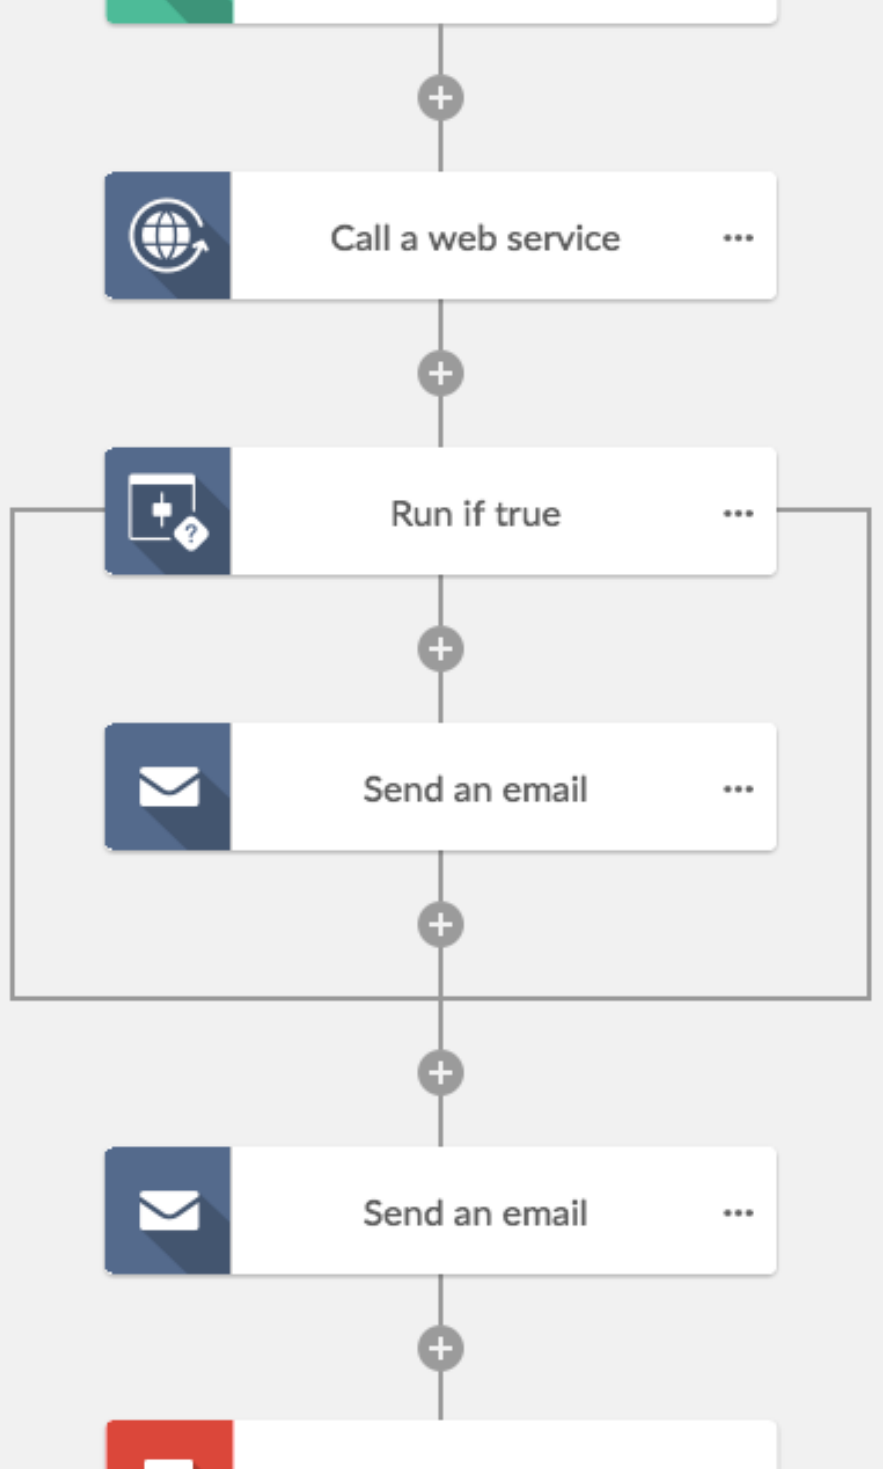 Call a web service
Run if true
?
Send an email
Send an email